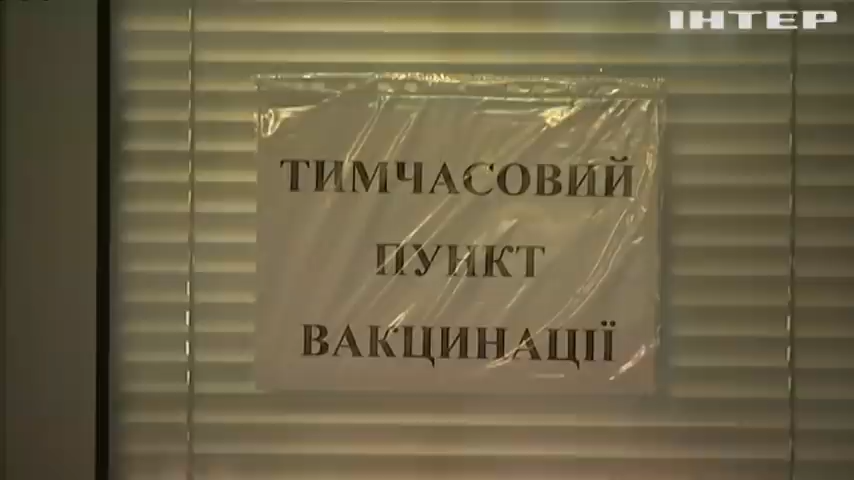 ІНТЕР
ТИМЧАСОВИЙ
ПУНКТ
ВАКЦИНАЦІЇ